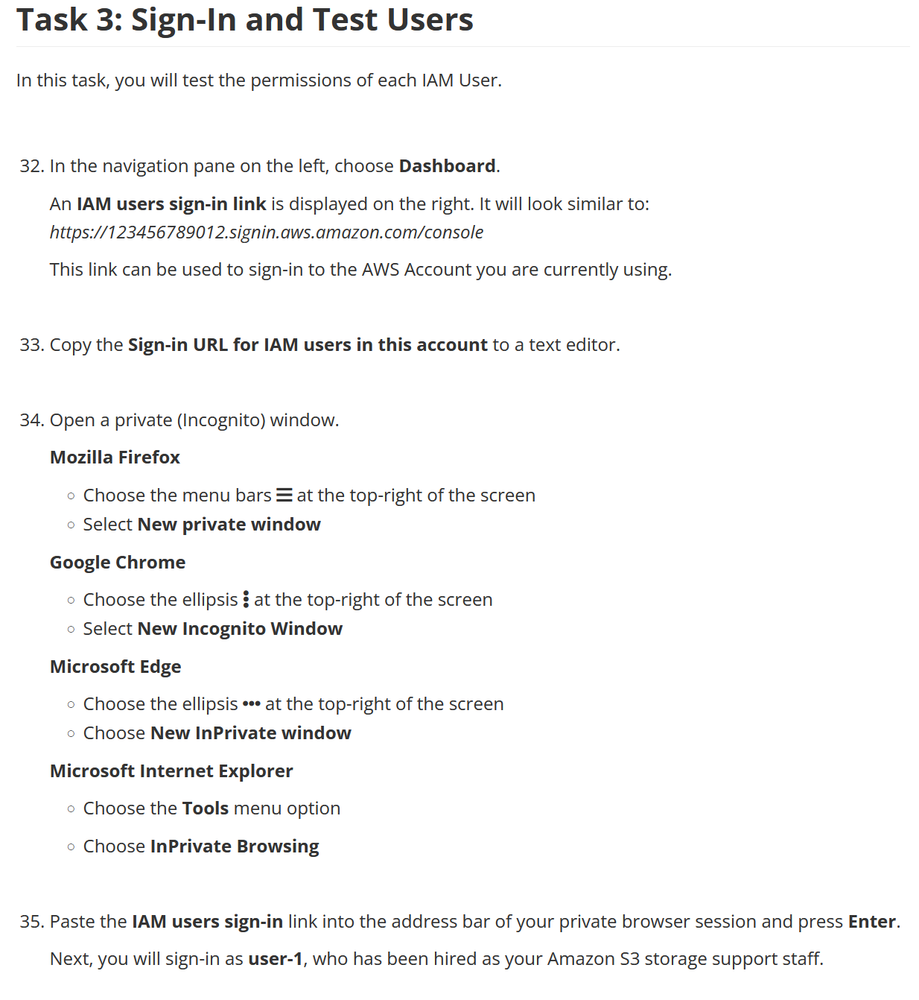 Task 3: Sign-In and Test Users
In this task, you will test the permissions of each IAM User.
32. In the navigation pane on the left, choose Dashboard.
An IAM users sign-in link is displayed on the right. It will look similar to:
https://123456789012.signin.aws.amazon.com/console
This link can be used to sign-in to the AWS Account you are currently using.
33. Copy the Sign-in URL for IAM users in this account to a text editor.
34. Open a private (Incognito) window.
Mozilla Firefox
Choose the menu bars at the top-right of the screen
Select New private window
Google Chrome
Choose the ellipsis at the top-right of the screen
Select New Incognito Window
Microsoft Edge
Choose the ellipsis at the top-right of the screen
Choose New InPrivate window
Microsoft Internet Explorer
Choose the Tools menu option
Choose InPrivate Browsing
35. Paste the IAM users sign-in link into the address bar of your private browser session and press Enter.
Next, you will sign-in as user-1, who has been hired as your Amazon S3 storage support staff.